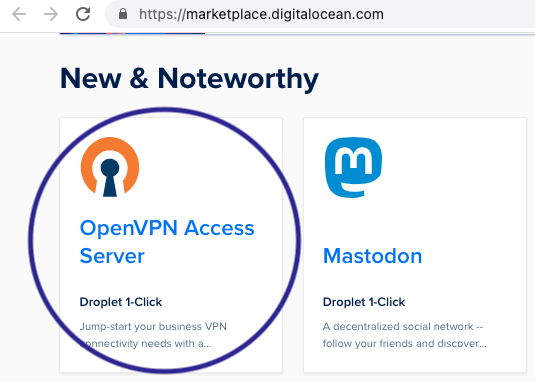 https://marketplace.digitalocean.com
New & Noteworthy
OpenVPN Access
Server
Droplet 1-Click
Jump-start your business VPN
connectivity needs with a...
m
Mastodon
Droplet 1-Click
A decentralized social network --
follow your friends and discover...